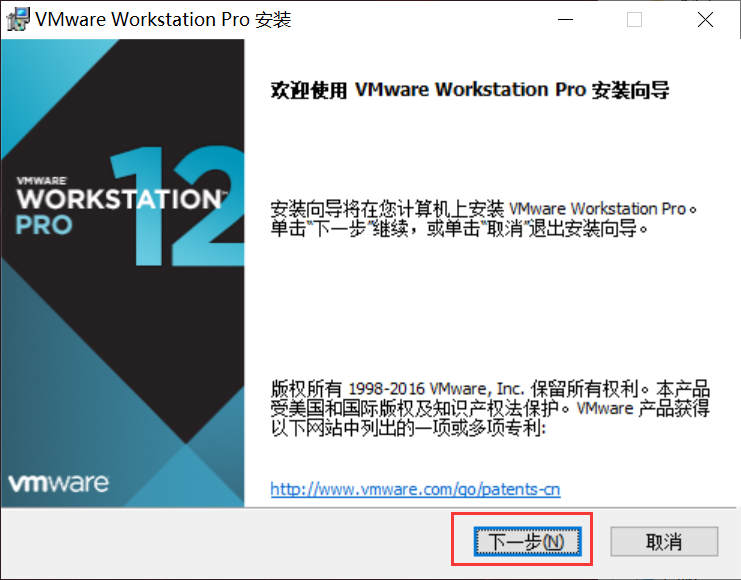 VMware Workstation Pro 安装
欢迎使用 VMware Workstation Pro 安装向导
VMWARE
WORKSTATION™
PRO
12
安装向导将在您计算机上安装 VMware Workstation Pro。
单击“下一步”继续，或单击“取消”退出安装向导。
版权所有 1998-2016 VMware, Inc. 保留所有权利。本产品
受美国和国际版权及知识产权法保护。VMware 产品获得
以下网站中列出的一项或多项专利:
http://www.vmware.com/go/patents-cn
vmware
下一步(N)
取消